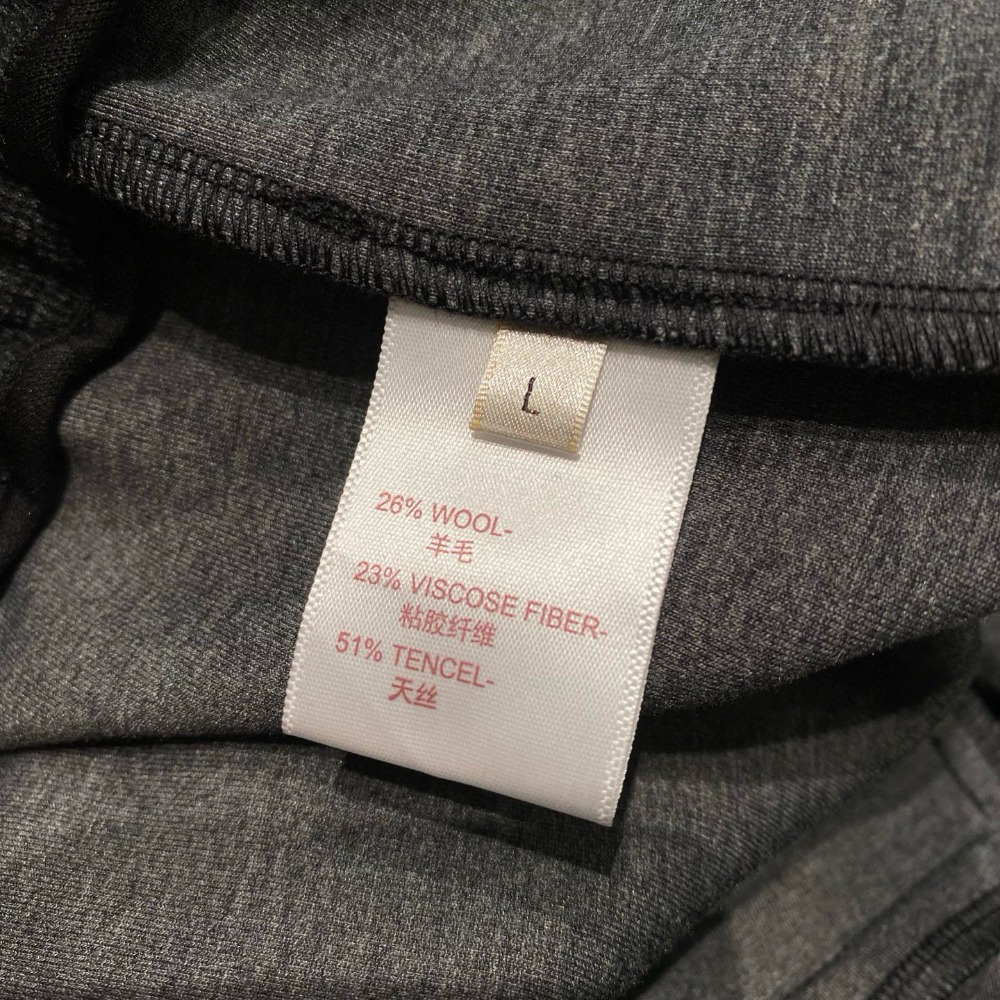 L
26% WOOL-
羊毛
23% VISCOSE FIBER-
粘胶纤维
51% TENCEL-
天丝